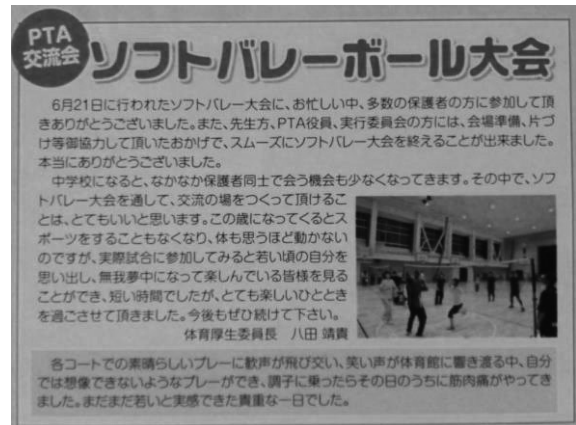 PTA
交流会
ソフトバレーボール大会
6月21日に行われたソフトバレー大会に、お忙しい中、多数の保護者の方に参加して頂
きありがとうございました。また、先生方、PTA役員、実行委員会の方には、会場準備、片づ
け等御協力して頂いたおかげで、スムーズにソフトバレー大会を終えることが出来ました。
本当にありがとうございました。
中学校になると、なかなか保護者同士で会う機会も少なくなってきます。その中で、ソフ
トバレー大会を通して、交流の場をつくって頂けるこ
とは、とてもいいと思います。この歳になってくるとス
ポーツをすることもなくなり、体も思うほど動かない
のですが、実際試合に参加してみると若い頃の自分を
思い出し、無我夢中になって楽しんでいる皆様を見る
ことができ、短い時間でしたが、とても楽しいひととき
を過ごさせて頂きました。今後もぜひ続けて下さい。
体育厚生委員長 八田 靖貴
各コートでの素晴らしいプレーに歓声が飛び交い、笑い声が体育館に響き渡る中、自分
では想像できないようなプレーができ、調子に乗ったらその日のうちに筋肉痛がやってき
ました。まだまだ若いと実感できた貴重な一日でした。